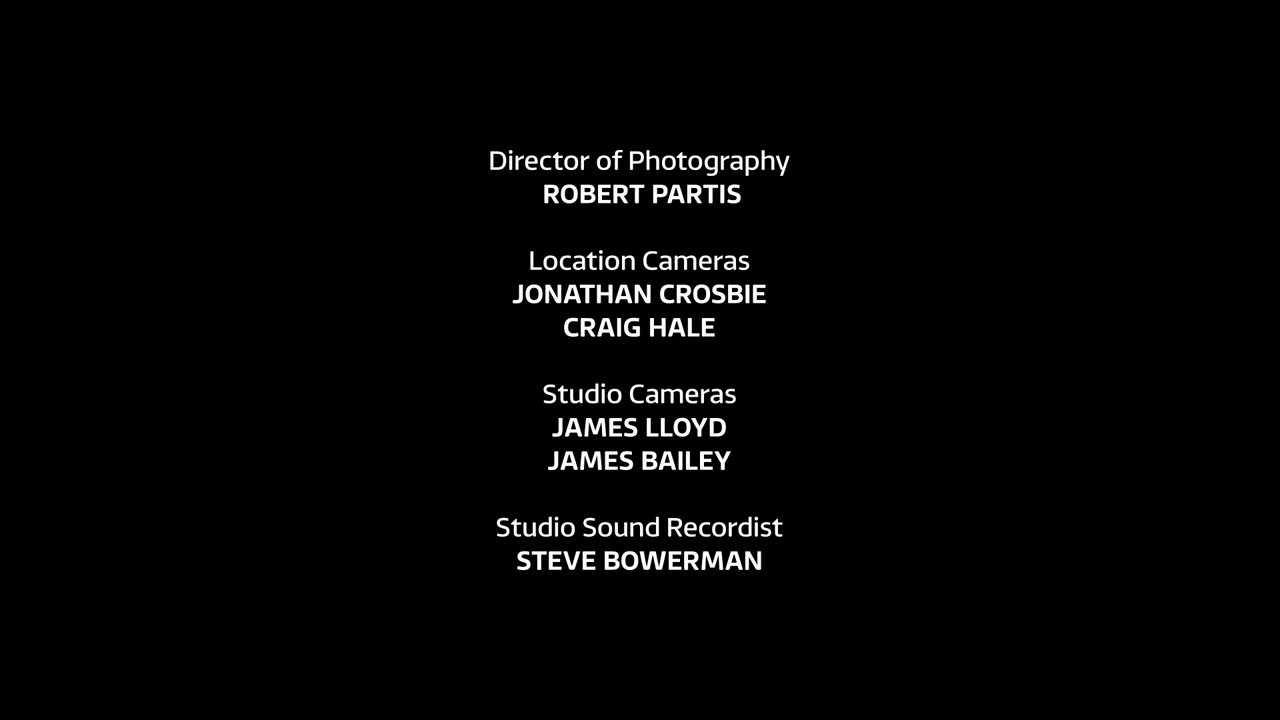 Director of Photography
ROBERT PARTIS
Location Cameras
JONATHAN CROSBIE
CRAIG HALE
Studio Cameras
JAMES LLOYD
JAMES BAILEY
Studio Sound Recordist
STEVE BOWERMAN